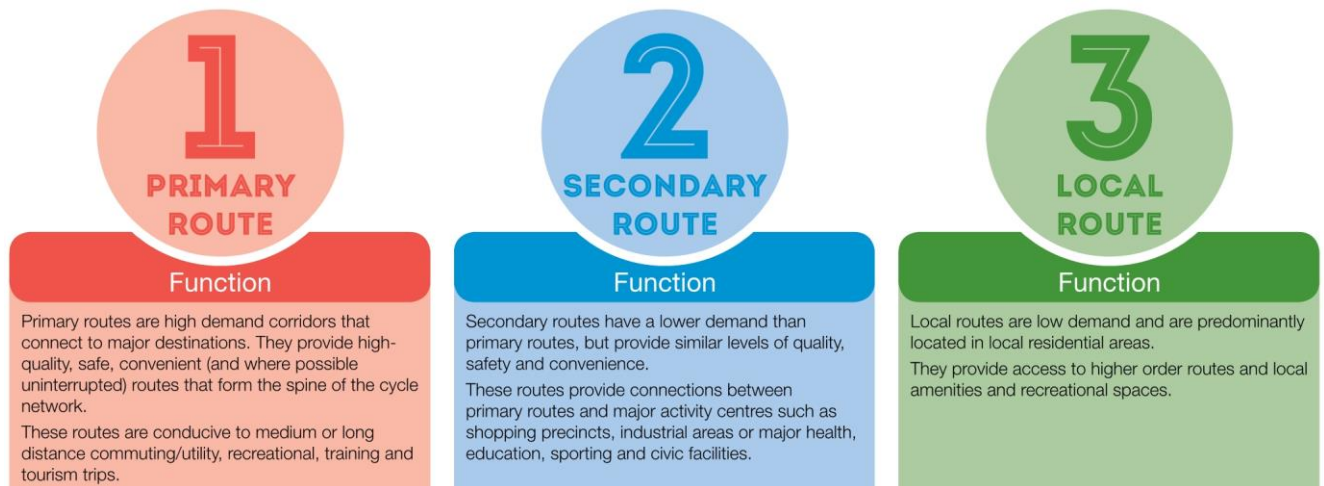 1
PRIMARY
ROUTE
Function
Primary routes are high demand corridors that
connect to major destinations. They provide high-
quality, safe, convenient (and where possible
uninterrupted) routes that form the spine of the cycle
network.
These routes are conducive to medium or long
distance commuting/utility, recreational, training and
tourism trips.
2
SECONDARY
ROUTE
Function
Secondary routes have a lower demand than
primary routes, but provide similar levels of quality,
safety and convenience.
These routes provide connections between
primary routes and major activity centres such as
shopping precincts, industrial areas or major health,
education, sporting and civic facilities.
3
LOCAL
ROUTE
Function
Local routes are low demand and are predominantly
located in local residential areas.
They provide access to higher order routes and local
amenities and recreational spaces.